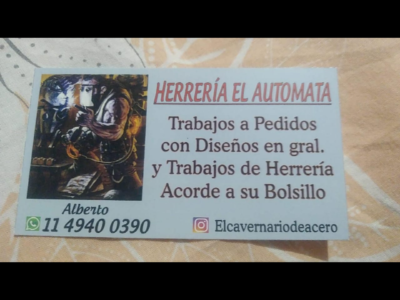 HERRERÍA EL AUTOMATA
Trabajos a Pedidos
con Diseños en gral.
y Trabajos de Herrería
Acorde a su Bolsillo
Alberto
11 4940 0390
Elcavernariodeacero